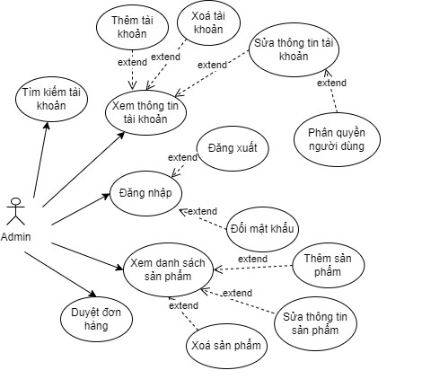 Thêm tài
khoản
Xoá tài
khoản
Sửa thông tin tài
khoản
extend
extend
extend
extend
Tìm kiếm tài
khoản
Xem thông tin
tài khoản
Phân quyền
người dùng
Đăng xuất
extend
Đăng nhập
extend
Đổi mật khẩu
Admin
Xem danh sách
sản phẩm
extend
Thêm sản
phẩm
extend
extend
Duyệt đơn
hàng
Sửa thông tin
sản phẩm
Xoá sản phẩm